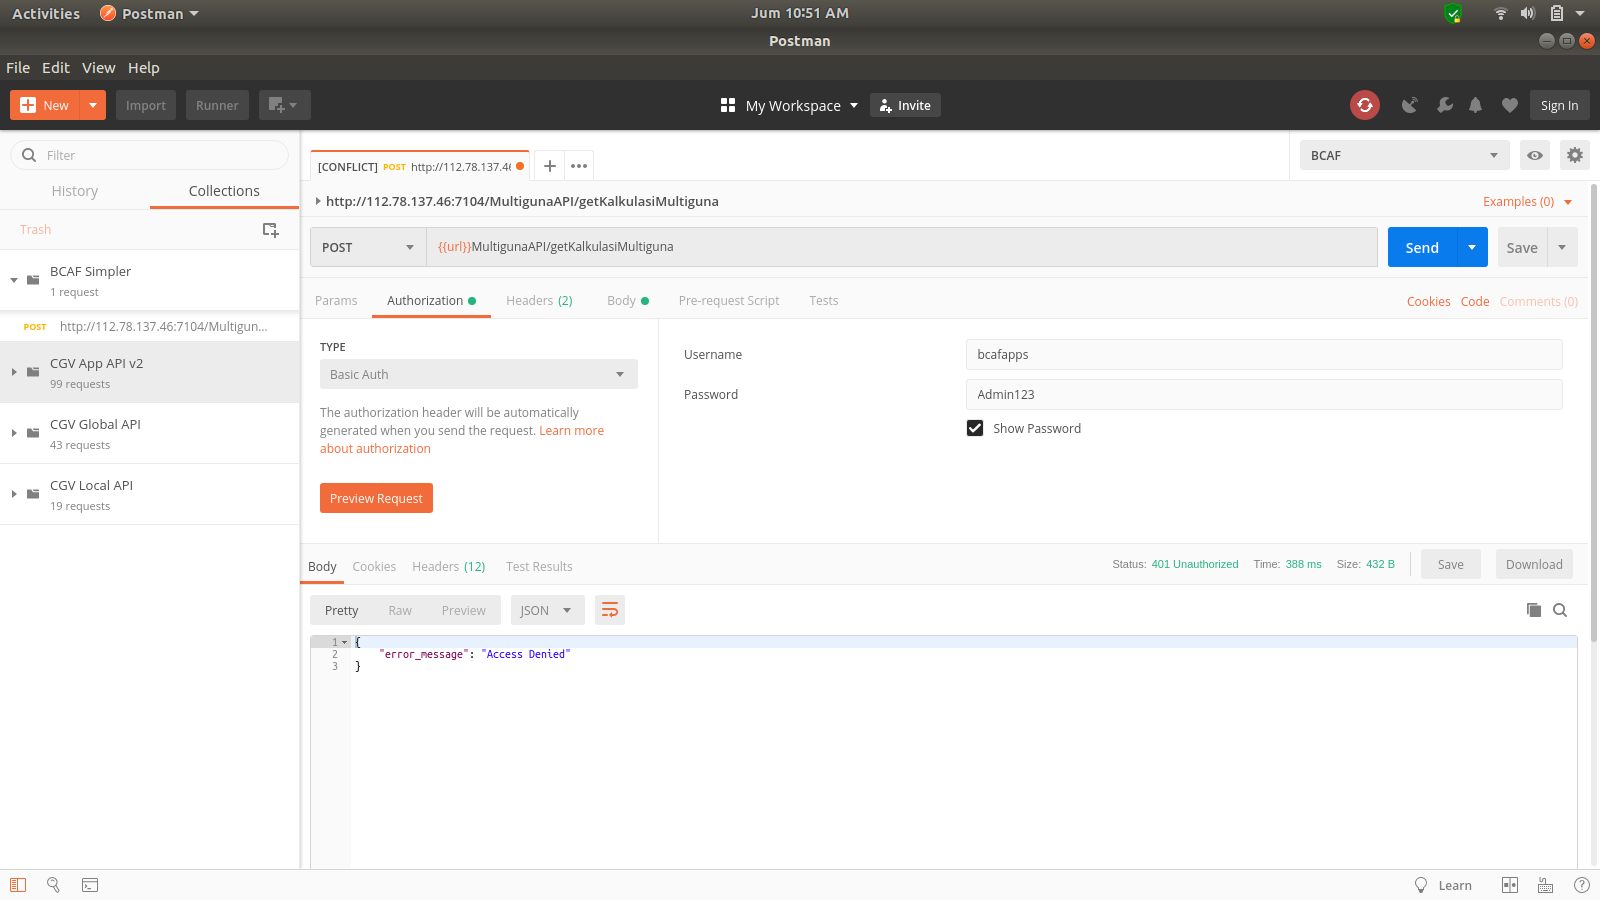 Activities Postman Jum 10:51 AM
Postman
File Edit View Help
New Import Runner My Workspace Invite Sign In
Filter
History Collections
Trash
BCAF Simpler
1 request
POST http://112.78.137.46:7104/Multigun...
CGV App API v2
99 requests
CGV Global API
43 requests
CGV Local API
19 requests
[CONFLICT] POST http://112.78.137.46 + ••• BCAF
http://112.78.137.46:7104/MultigunaAPI/getKalkulasiMultiguna Examples (0)
POST {{url}}MultigunaAPI/getKalkulasiMultiguna Send Save
Params Authorization Headers (2) Body Pre-request Script Tests Cookies Code Comments (0)
TYPE
Basic Auth
The authorization header will be automatically
generated when you send the request. Learn more
about authorization
Preview Request
Username bcafapps
Password Admin123
Show Password
Body Cookies Headers (12) Test Results Status: 401 Unauthorized Time: 388 ms Size: 432 B Save Download
Pretty Raw Preview JSON
1 {
2 "error_message": "Access Denied"
3 }
Learn